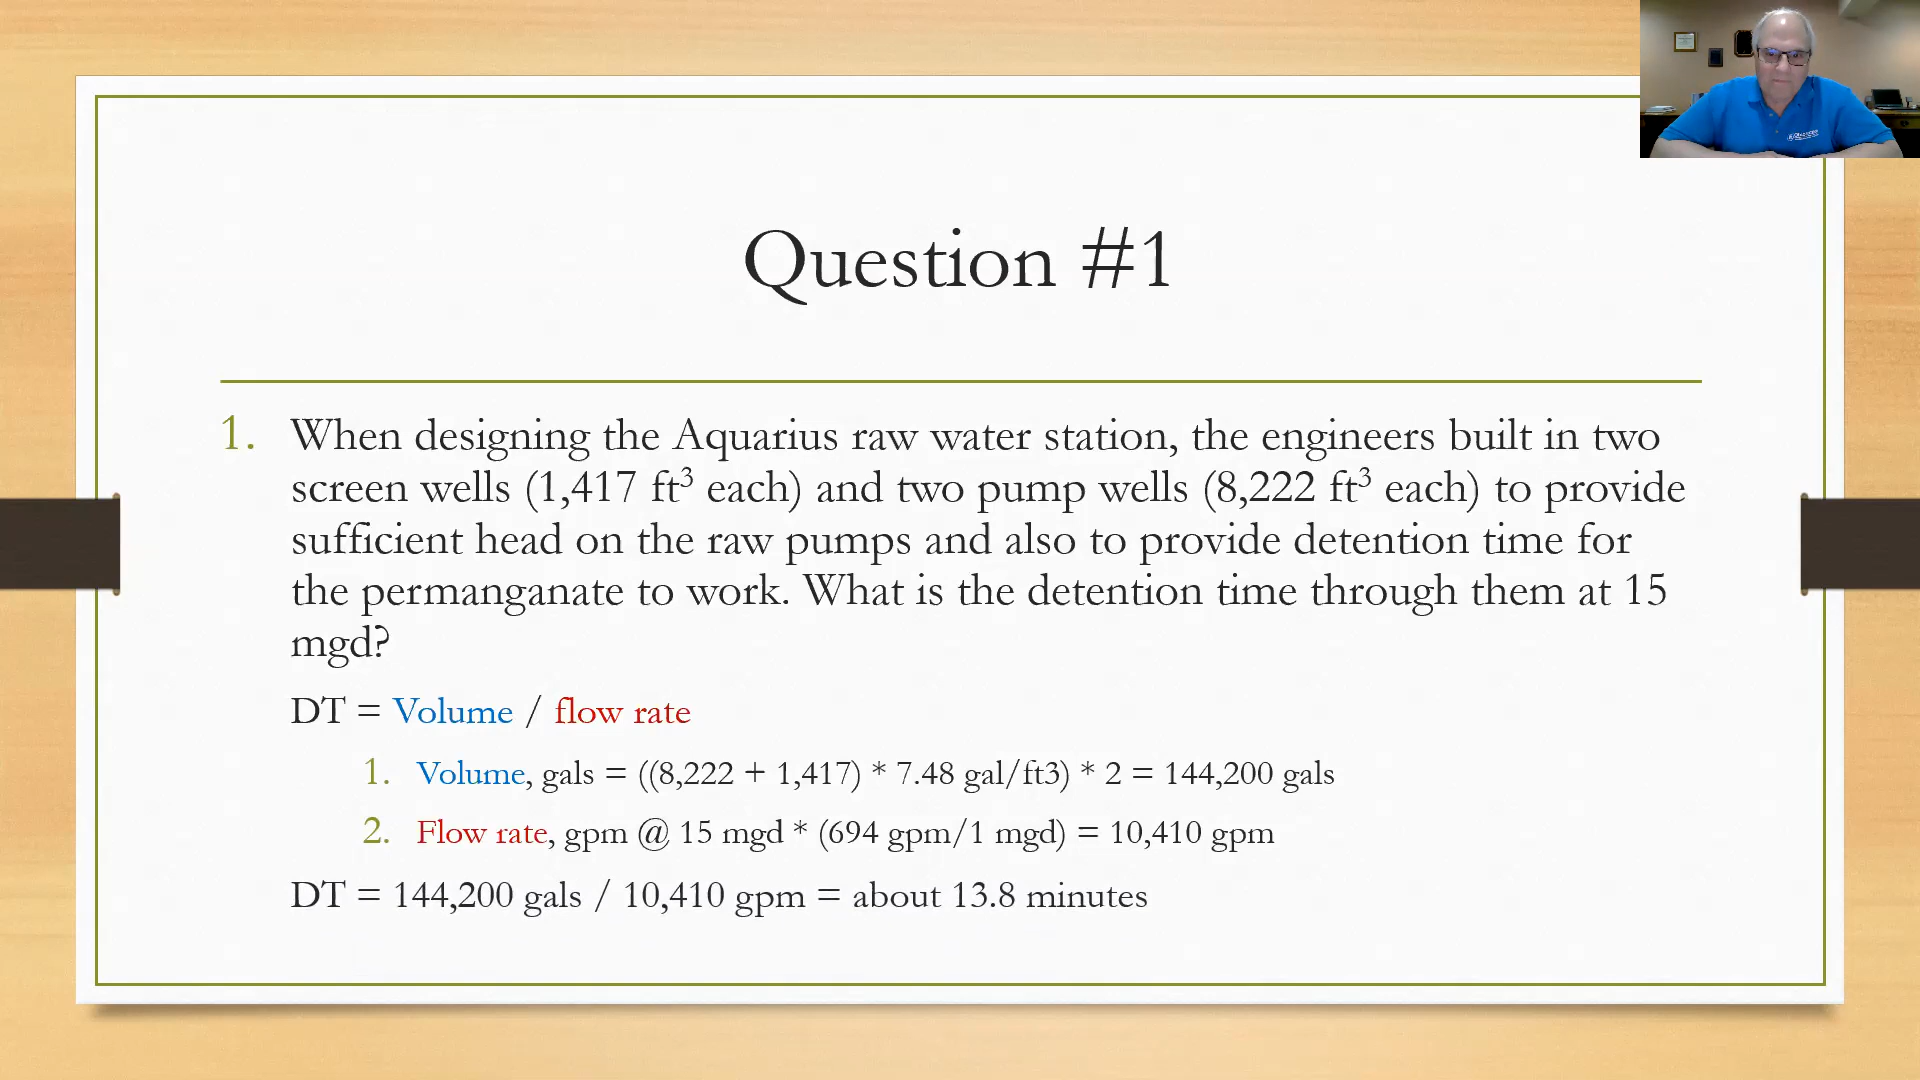 Question #1
1. When designing the Aquarius raw water station, the engineers built in two
screen wells (1,417 ft³ each) and two pump wells (8,222 ft³ each) to provide
sufficient head on the raw pumps and also to provide detention time for
the permanganate to work. What is the detention time through them at 15
mgd?
DT = Volume / flow rate
1. Volume, gals = ((8,222 + 1,417) * 7.48 gal/ft3) * 2 = 144,200 gals
2. Flow rate, gpm @ 15 mgd * (694 gpm/1 mgd) = 10,410 gpm
DT = 144,200 gals / 10,410 gpm = about 13.8 minutes